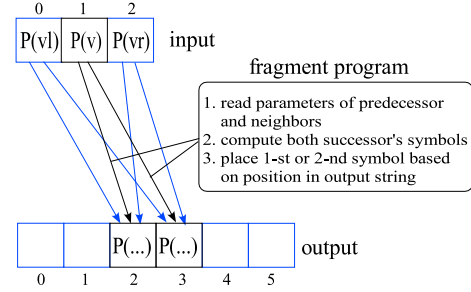 0 1 2
P(vl) P(v) P(vr) input
fragment program
1. read parameters of predecessor
and neighbors
2. compute both successor's symbols
3. place 1-st or 2-nd symbol based
on position in output string
P(...) P(...) output
0 1 2 3 4 5